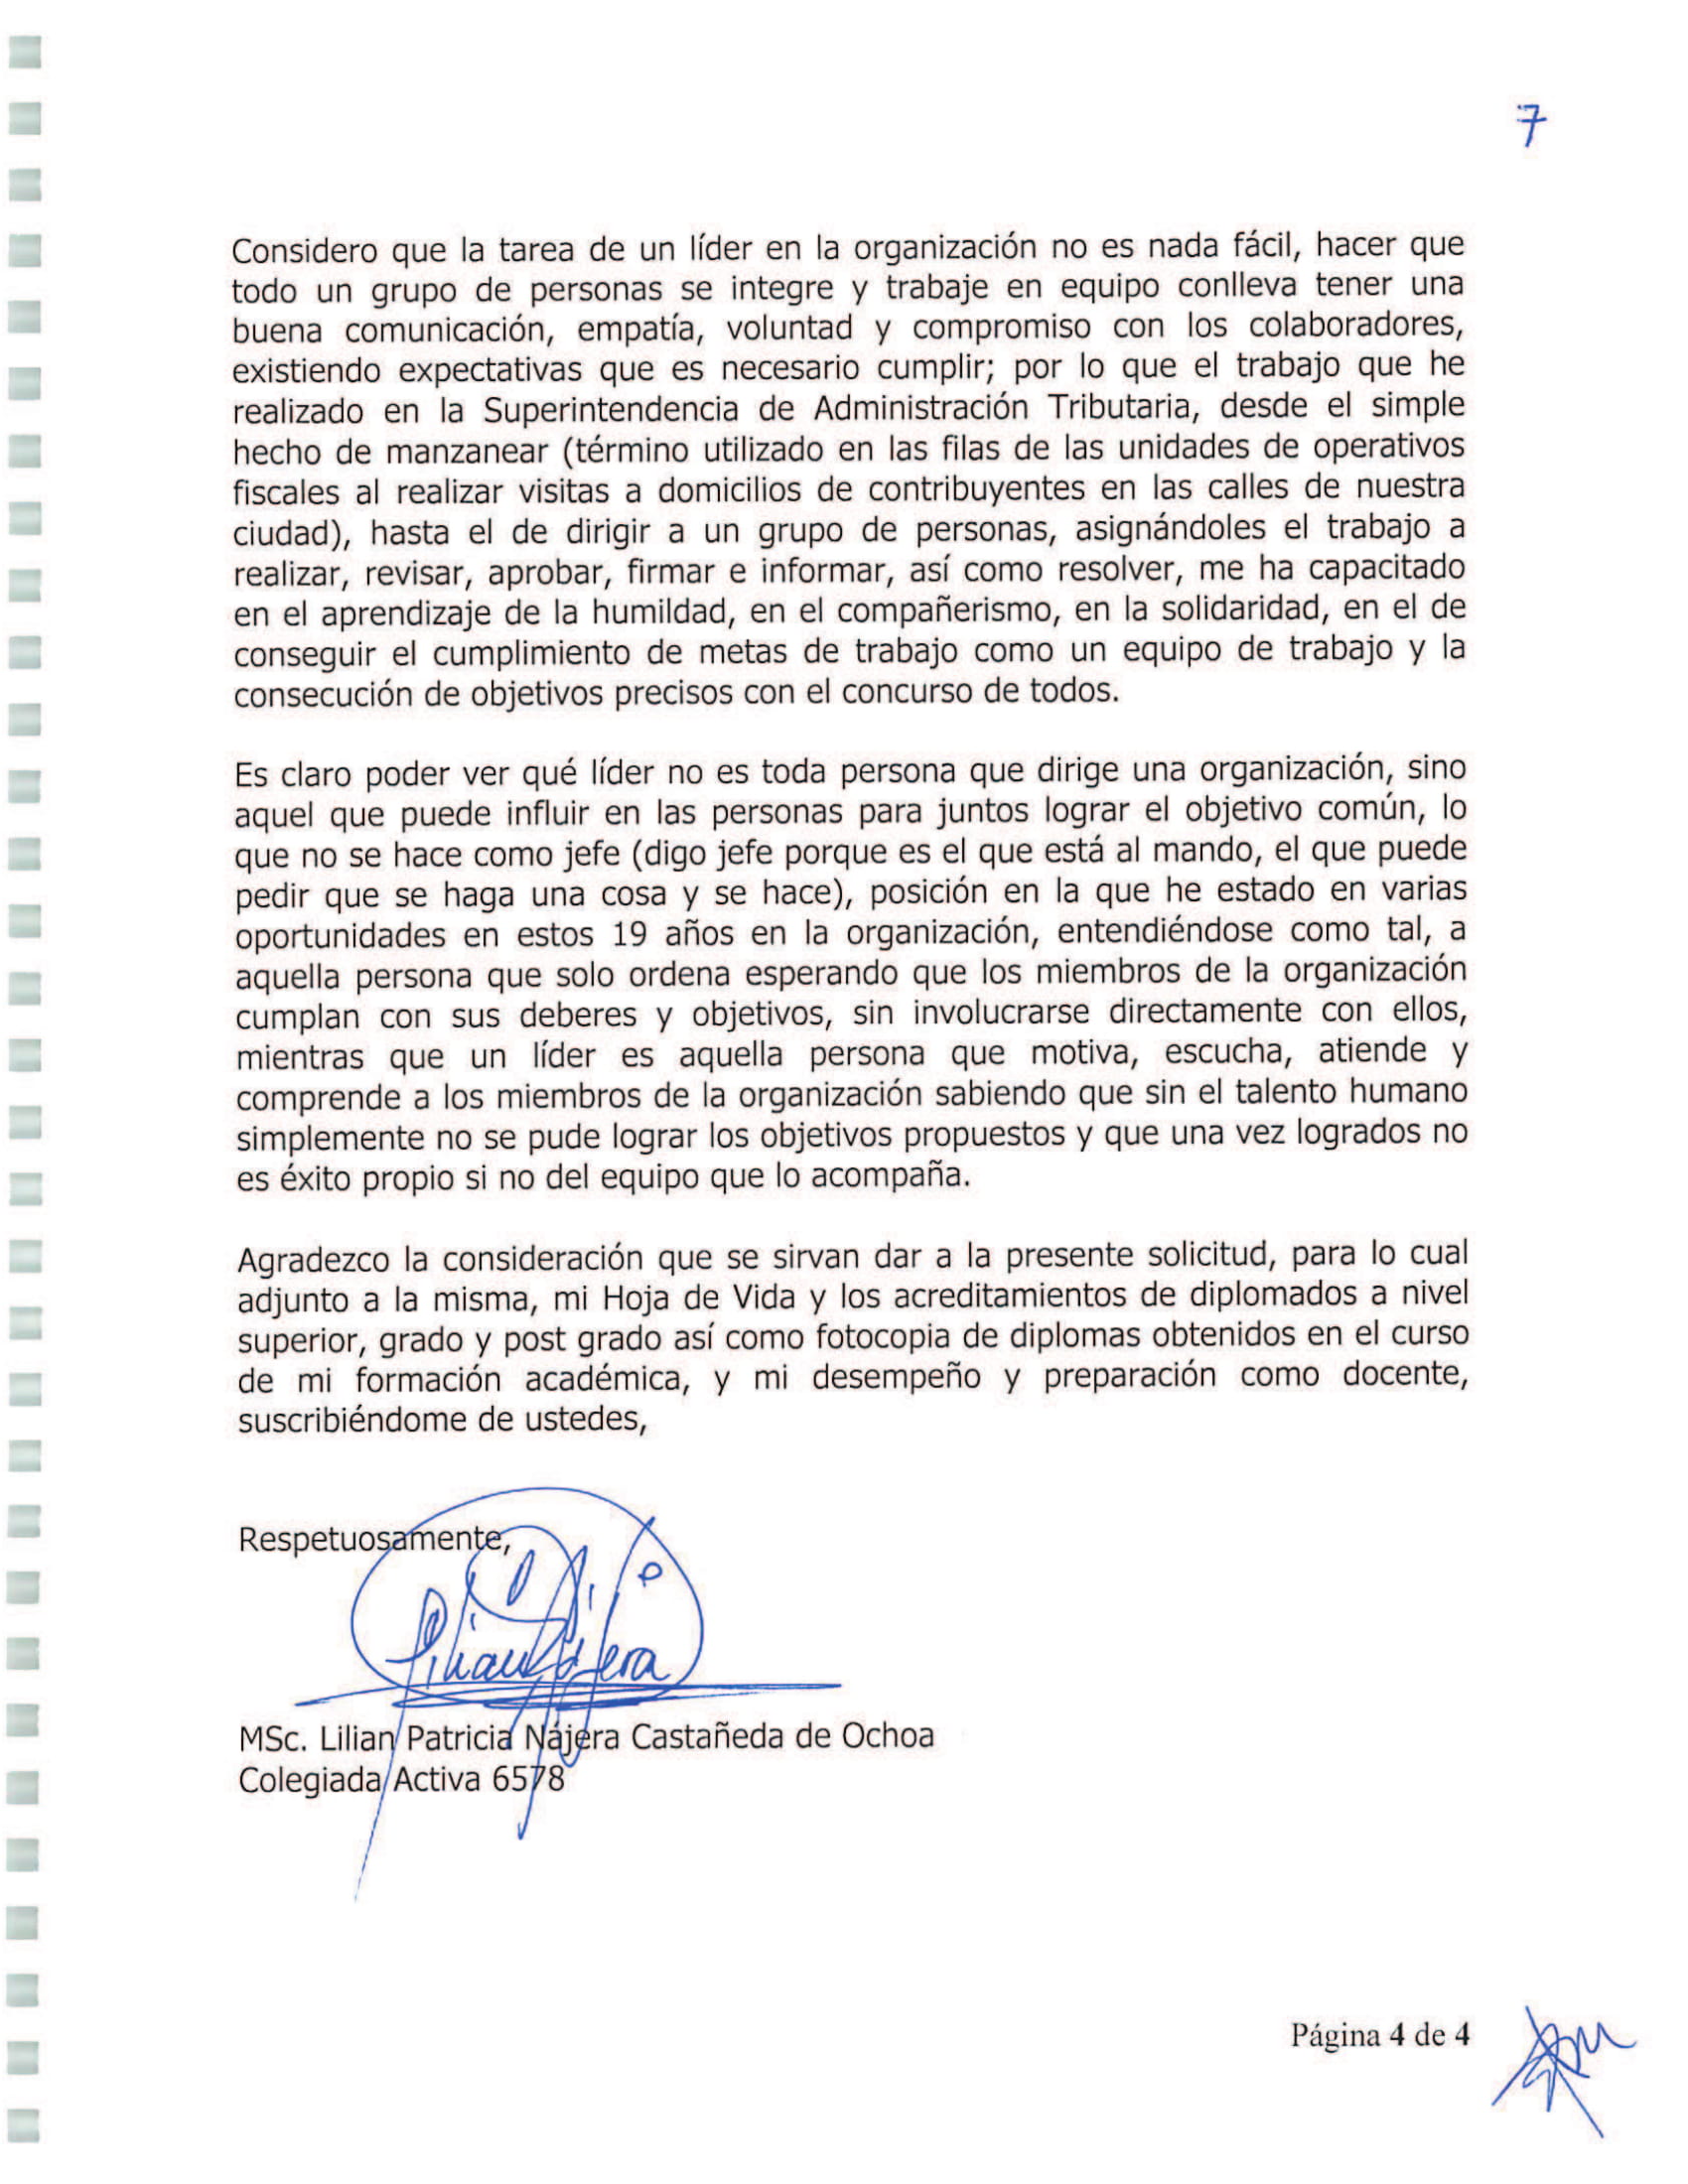 7
Considero que la tarea de un líder en la organización no es nada fácil, hacer que
todo un grupo de personas se integre y trabaje en equipo conlleva tener una
buena comunicación, empatía, voluntad y compromiso con los colaboradores,
existiendo expectativas que es necesario cumplir; por lo que el trabajo que he
realizado en la Superintendencia de Administración Tributaria, desde el simple
hecho de manzanear (término utilizado en las filas de las unidades de operativos
fiscales al realizar visitas a domicilios de contribuyentes en las calles de nuestra
ciudad), hasta el de dirigir a un grupo de personas, asignándoles el trabajo a
realizar, revisar, aprobar, firmar e informar, así como resolver, me ha capacitado
en el aprendizaje de la humildad, en el compañerismo, en la solidaridad, en el de
conseguir el cumplimiento de metas de trabajo como un equipo de trabajo y la
consecución de objetivos precisos con el concurso de todos.
Es claro poder ver qué líder no es toda persona que dirige una organización, sino
aquel que puede influir en las personas para juntos lograr el objetivo común, lo
que no se hace como jefe (digo jefe porque es el que está al mando, el que puede
pedir que se haga una cosa y se hace), posición en la que he estado en varias
oportunidades en estos 19 años en la organización, entendiéndose como tal, a
aquella persona que solo ordena esperando que los miembros de la organización
cumplan con sus deberes y objetivos, sin involucrarse directamente con ellos,
mientras que un líder es aquella persona que motiva, escucha, atiende y
comprende a los miembros de la organización sabiendo que sin el talento humano
simplemente no se pude lograr los objetivos propuestos y que una vez logrados no
es éxito propio si no del equipo que lo acompaña.
Agradezco la consideración que se sirvan dar a la presente solicitud, para lo cual
adjunto a la misma, mi Hoja de Vida y los acreditamientos de diplomados a nivel
superior, grado y post grado así como fotocopia de diplomas obtenidos en el curso
de mi formación académica, y mi desempeño y preparación como docente,
suscribiéndome de ustedes,
Respetuosamente,
MSc. Lilian Patricia Nájera Castañeda de Ochoa
Colegiada Activa 6578
Página 4 de 4